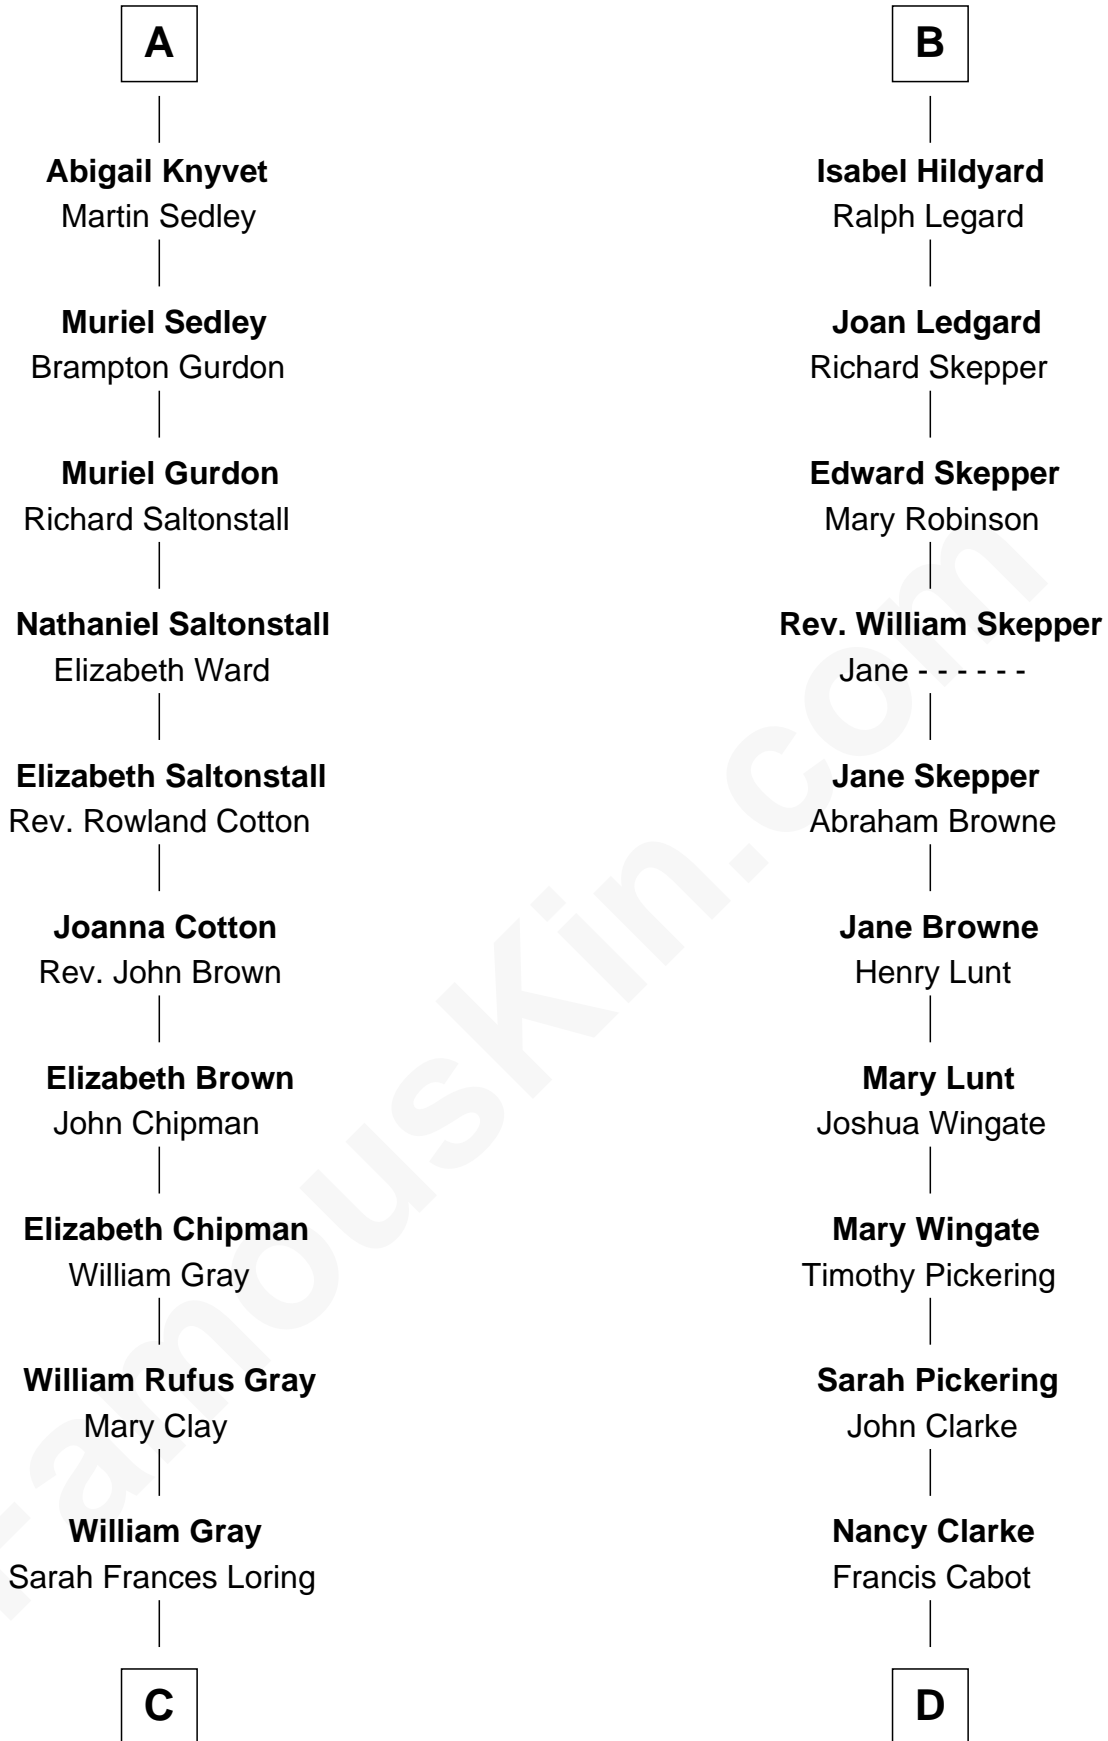 A
Abigail Knyvet
Martin Sedley
Muriel Sedley
Brampton Gurdon
Muriel Gurdon
Richard Saltonstall
Nathaniel Saltonstall
Elizabeth Ward
Elizabeth Saltonstall
Rev. Rowland Cotton
Joanna Cotton
Rev. John Brown
Elizabeth Brown
John Chipman
Elizabeth Chipman
William Gray
William Rufus Gray
Mary Clay
William Gray
Sarah Frances Loring
C
B
Isabel Hildyard
Ralph Legard
Joan Ledgard
Richard Skepper
Edward Skepper
Mary Robinson
Rev. William Skepper
Jane - - - - - -
Jane Skepper
Abraham Browne
Jane Browne
Henry Lunt
Mary Lunt
Joshua Wingate
Mary Wingate
Timothy Pickering
Sarah Pickering
John Clarke
Nancy Clarke
Francis Cabot
D
FamousKin.com